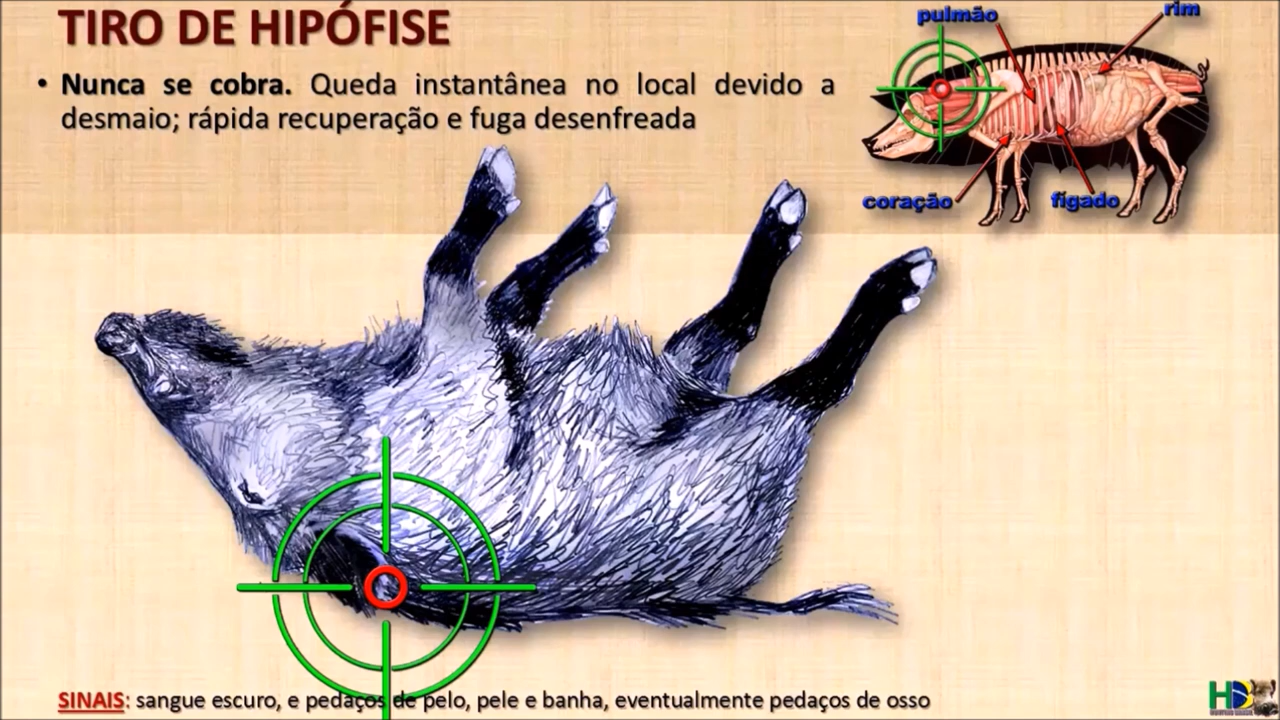 TIRO DE HIPÓFISE
• Nunca se cobra. Queda instantânea no local devido a
desmaio; rápida recuperação e fuga desenfreada
pulmão
rim
coração
fígado
SINAIS: sangue escuro, e pedaços de pelo, pele e banha, eventualmente pedaços de osso